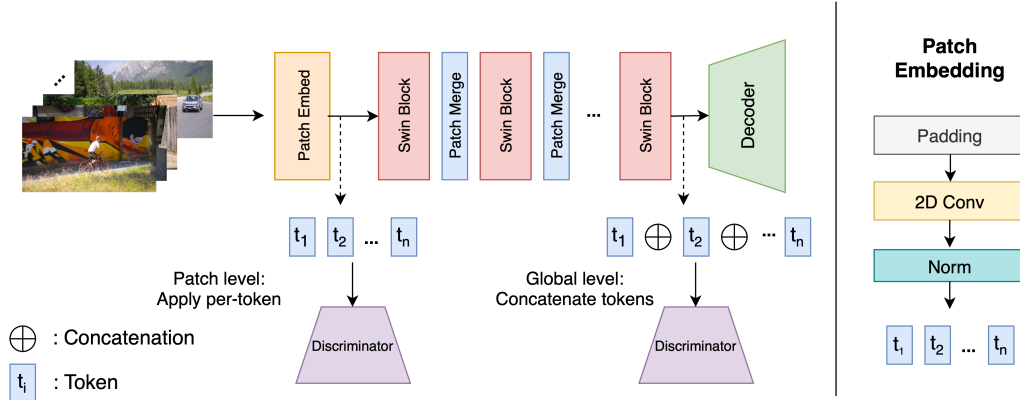 Patch Embed
Swin Block
Patch Merge
Swin Block
Patch Merge
...
Swin Block
Decoder
t1 t2 ... tn
t1 ⊕ t2 ⊕ ... tn
Patch level:
Apply per-token
Global level:
Concatenate tokens
Discriminator
Discriminator
⊕ : Concatenation
ti : Token
Patch
Embedding
Padding
2D Conv
Norm
t1 t2 ... tn